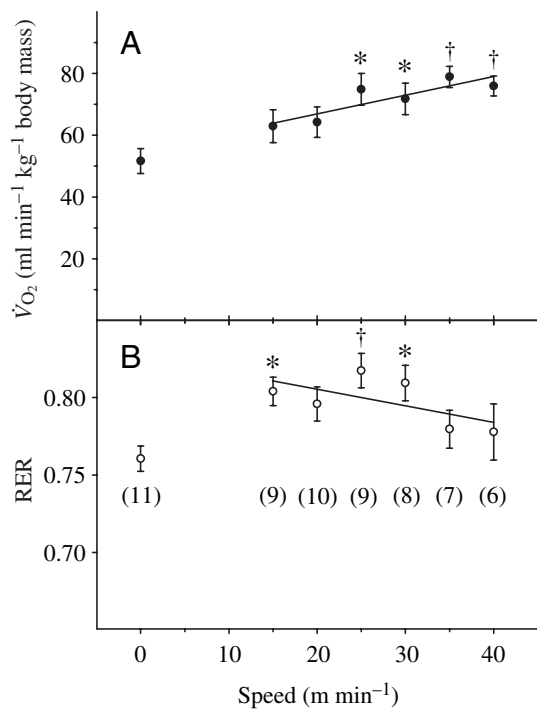 A
* * † †
80
60
40
20
V̇O₂ (ml min⁻¹ kg⁻¹ body mass)
B
* † *
0.80
0.75
0.70
RER
(11) (9) (10) (9) (8) (7) (6)
0 10 20 30 40
Speed (m min⁻¹)